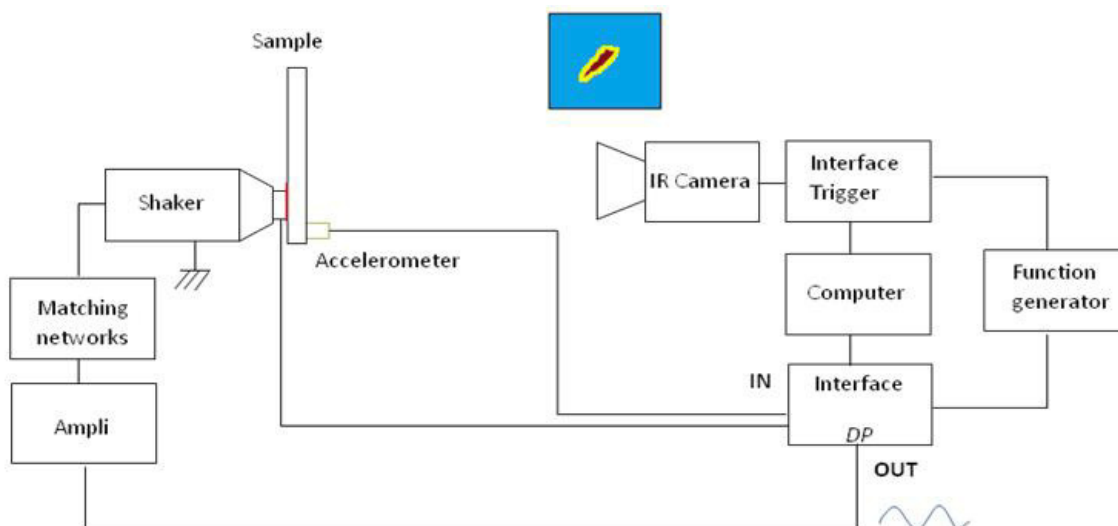 Sample
IR Camera
Interface
Trigger
Shaker
Accelerometer
Computer
Function
generator
Matching
networks
IN
Interface
Ampli
DP
OUT